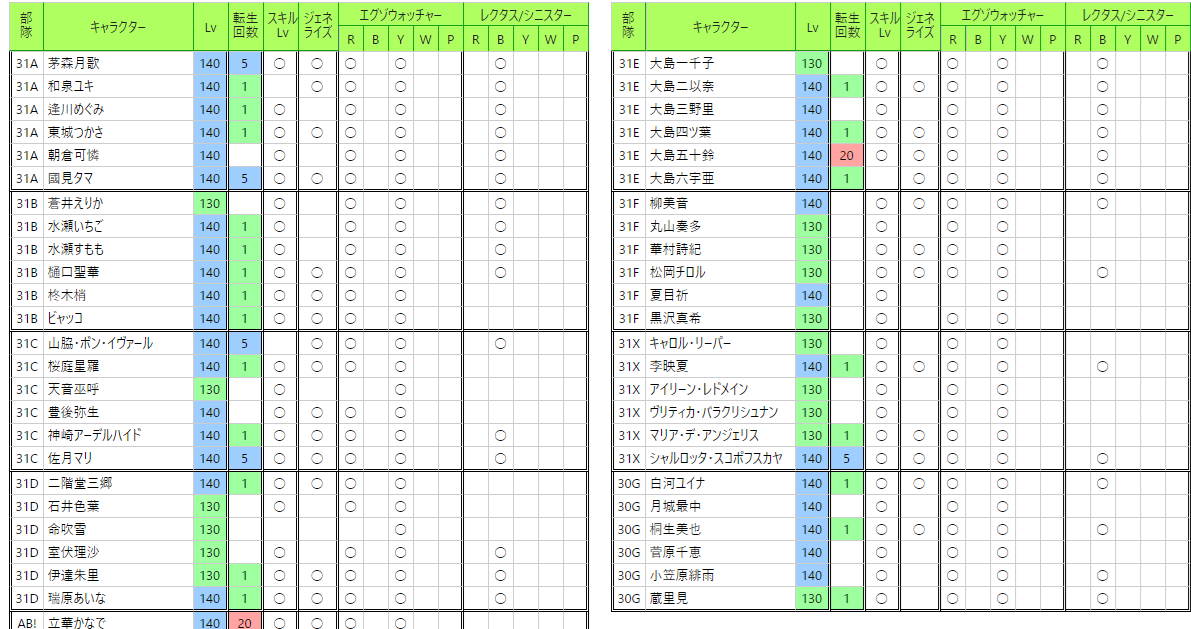 部隊 キャラクター Lv 転生回数 スキルLv ジェネライズ エグゾウォッチャー レクタス/シニスター
R B Y W P R B Y W P
31A 茅森月歌 140 5 ○ ○ ○ ○ ○
31A 和泉ユキ 140 1 ○ ○ ○ ○
31A 逢川めぐみ 140 1 ○ ○ ○ ○
31A 東城つかさ 140 1 ○ ○ ○ ○ ○
31A 朝倉可憐 140 ○ ○ ○ ○
31A 國見タマ 140 5 ○ ○ ○ ○ ○
31B 蒼井えりか 130 ○ ○ ○ ○
31B 水瀬いちご 140 1 ○ ○ ○ ○
31B 水瀬すもも 140 1 ○ ○ ○ ○
31B 樋口聖華 140 1 ○ ○ ○ ○ ○
31B 柊木梢 140 1 ○ ○ ○ ○
31B ビャッコ 140 1 ○ ○ ○ ○
31C 山脇・ボン・イヴァール 140 5 ○ ○ ○ ○
31C 桜庭星羅 140 1 ○ ○ ○ ○
31C 天音巫呼 130 ○ ○
31C 豊後弥生 140 ○ ○ ○ ○
31C 神崎アーデルハイド 140 1 ○ ○ ○ ○ ○
31C 佐月マリ 140 5 ○ ○ ○ ○ ○
31D 二階堂三郷 140 1 ○ ○ ○ ○
31D 石井色葉 130 ○ ○ ○
31D 命吹雪 130 ○
31D 室伏理沙 130 ○ ○ ○ ○
31D 伊達朱里 130 1 ○ ○ ○ ○ ○
31D 瑞原あいな 140 1 ○ ○ ○ ○ ○
AB! 立華かなで 140 20 ○ ○ ○ ○
部隊 キャラクター Lv 転生回数 スキルLv ジェネライズ エグゾウォッチャー レクタス/シニスター
R B Y W P R B Y W P
31E 大島一千子 130 ○ ○ ○ ○
31E 大島二以奈 140 1 ○ ○ ○ ○ ○
31E 大島三野里 140 ○ ○ ○ ○
31E 大島四ツ葉 140 1 ○ ○ ○ ○ ○
31E 大島五十鈴 140 20 ○ ○ ○ ○ ○
31E 大島六宇亜 140 1 ○ ○ ○ ○
31F 柳美音 140 ○ ○ ○ ○ ○
31F 丸山奏多 130 ○ ○ ○
31F 華村詩紀 130 ○ ○ ○ ○
31F 松岡チロル 130 ○ ○ ○ ○ ○
31F 夏目祈 140 ○ ○
31F 黒沢真希 130 ○ ○ ○
31X キャロル・リーパー 130 ○ ○ ○
31X 李映夏 140 1 ○ ○ ○ ○ ○
31X アイリーン・レドメイン 130 ○ ○ ○
31X ヴリティカ・バラクリシュナン 130 ○ ○ ○
31X マリア・デ・アンジェリス 130 1 ○ ○ ○ ○
31X シャルロッタ・スコポフスカヤ 140 5 ○ ○ ○ ○ ○
30G 白河ユイナ 140 1 ○ ○ ○ ○ ○
30G 月城最中 140 ○ ○ ○
30G 桐生美也 140 1 ○ ○ ○ ○ ○
30G 菅原千恵 140 ○ ○ ○
30G 小笠原緋雨 140 ○ ○ ○ ○
30G 蔵里見 130 1 ○ ○ ○ ○